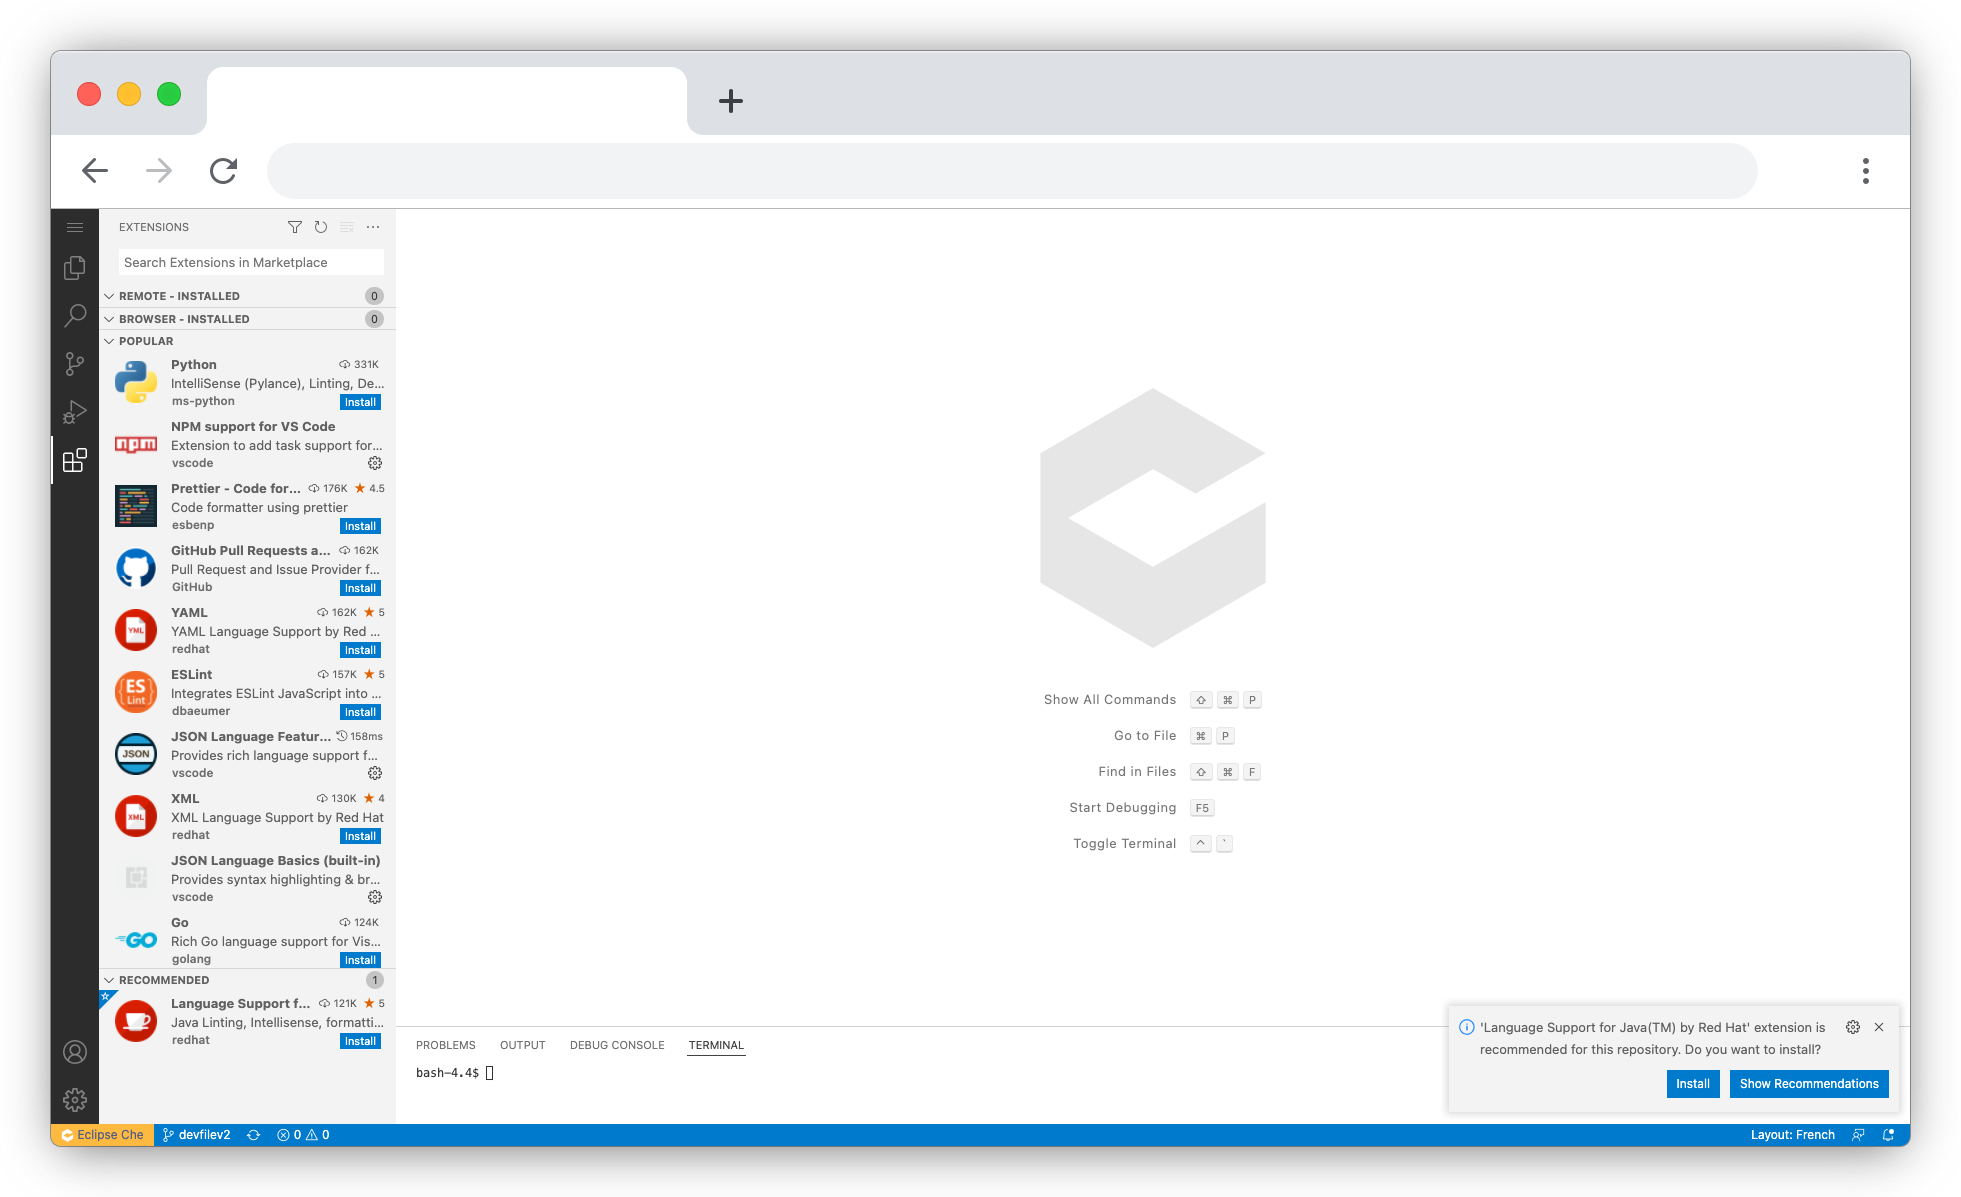 EXTENSIONS
Search Extensions in Marketplace
REMOTE - INSTALLED 0
BROWSER - INSTALLED 0
POPULAR
Python 331K
IntelliSense (Pylance), Linting, De...
ms-python Install
npm
NPM support for VS Code
Extension to add task support for...
vscode
Prettier - Code for... 176K ★ 4.5
Code formatter using prettier
esbenp Install
GitHub Pull Requests a... 162K
Pull Request and Issue Provider f...
GitHub Install
YML
YAML 162K ★ 5
YAML Language Support by Red ...
redhat Install
ES
Lint
ESLint 157K ★ 5
Integrates ESLint JavaScript into ...
dbaeumer Install
JSON
JSON Language Featur... 158ms
Provides rich language support f...
vscode
XML
XML 130K ★ 4
XML Language Support by Red Hat
redhat Install
JSON Language Basics (built-in)
Provides syntax highlighting & br...
vscode
GO
Go 124K
Rich Go language support for Vis...
golang Install
RECOMMENDED 1
Language Support f... 121K ★ 5
Java Linting, Intellisense, formatti...
redhat Install
Show All Commands ⇧ ⌘ P
Go to File ⌘ P
Find in Files ⇧ ⌘ F
Start Debugging F5
Toggle Terminal ^ `
PROBLEMS OUTPUT DEBUG CONSOLE TERMINAL
bash-4.4$
'Language Support for Java(TM) by Red Hat' extension is
recommended for this repository. Do you want to install?
Install Show Recommendations
Eclipse Che devfilev2 0 0 Layout: French